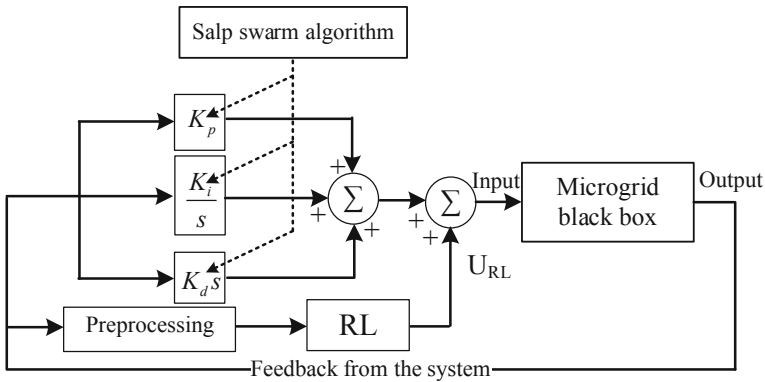 Salp swarm algorithm
K_p
+
K_i
/
s
+
Σ
+
K_d s
+
+
Σ
U_RL
Input
Microgrid
black box
Output
Preprocessing
RL
Feedback from the system